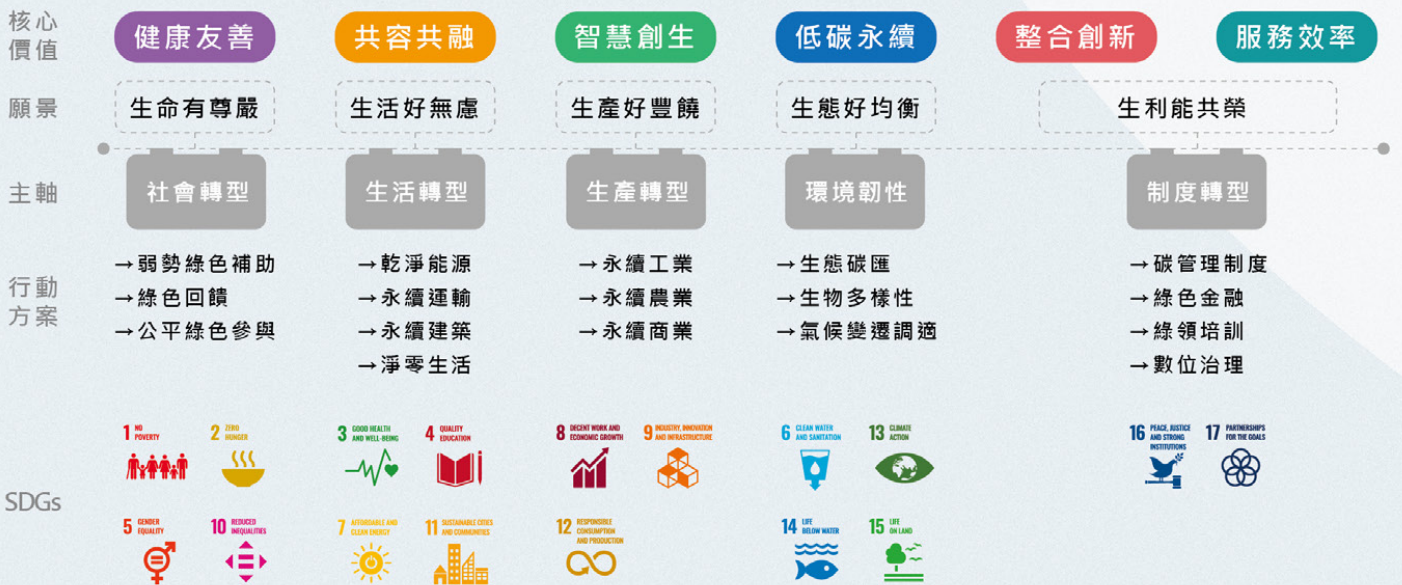 核心
價值
健康友善
共容共融
智慧創生
低碳永續
整合創新
服務效率
願景
生命有尊嚴
生活好無慮
生產好豐饒
生態好均衡
生利能共榮
主軸
社會轉型
生活轉型
生產轉型
環境韌性
制度轉型
行動
方案
→弱勢綠色補助
→綠色回饋
→公平綠色參與
→乾淨能源
→永續運輸
→永續建築
→淨零生活
→永續工業
→永續農業
→永續商業
→生態碳匯
→生物多樣性
→氣候變遷調適
→碳管理制度
→綠色金融
→綠領培訓
→數位治理
SDGs
1 NO
POVERTY
2 ZERO
HUNGER
3 GOOD HEALTH
AND WELL-BEING
4 QUALITY
EDUCATION
8 DECENT WORK AND
ECONOMIC GROWTH
9 INDUSTRY, INNOVATION
AND INFRASTRUCTURE
6 CLEAN WATER
AND SANITATION
13 CLIMATE
ACTION
16 PEACE, JUSTICE
AND STRONG
INSTITUTIONS
17 PARTNERSHIPS
FOR THE GOALS
5 GENDER
EQUALITY
10 REDUCED
INEQUALITIES
7 AFFORDABLE AND
CLEAN ENERGY
11 SUSTAINABLE CITIES
AND COMMUNITIES
12 RESPONSIBLE
CONSUMPTION
AND PRODUCTION
14 LIFE
BELOW WATER
15 LIFE
ON LAND